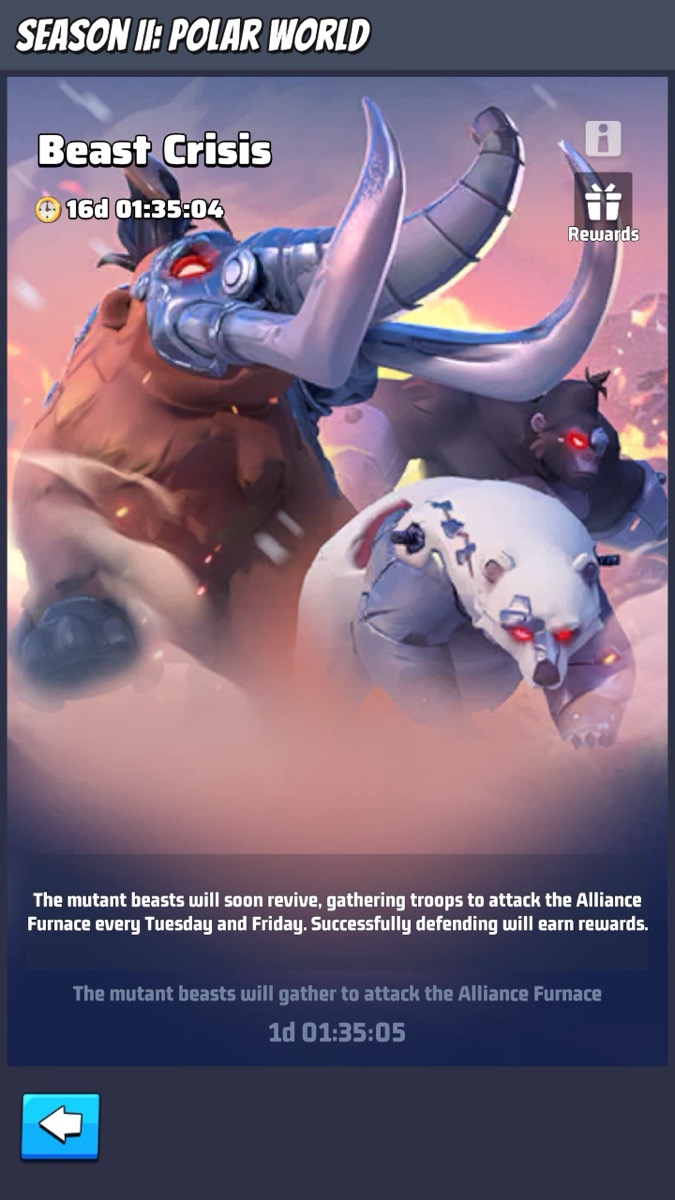 SEASON II: POLAR WORLD
Beast Crisis
16d 01:35:04
Rewards
The mutant beasts will soon revive, gathering troops to attack the Alliance
Furnace every Tuesday and Friday. Successfully defending will earn rewards.
The mutant beasts will gather to attack the Alliance Furnace
1d 01:35:05